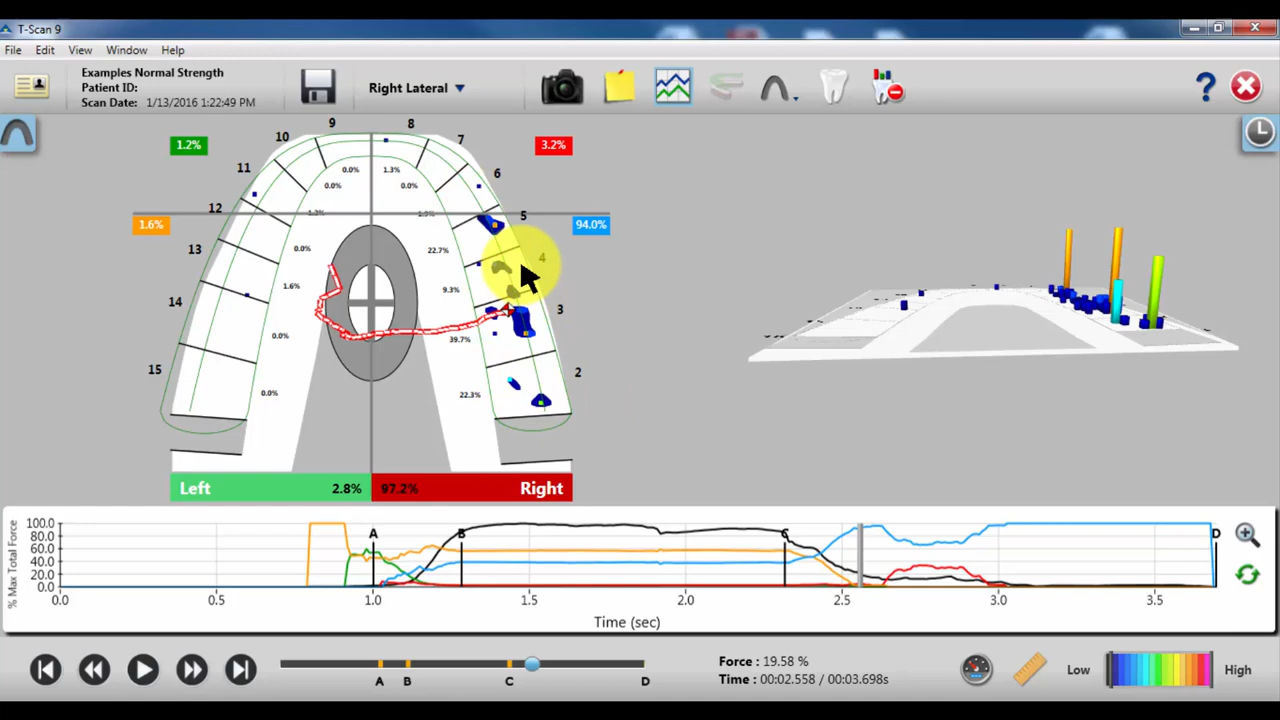 T-Scan 9
File Edit View Window Help
Examples Normal Strength
Patient ID:
Scan Date: 1/13/2016 1:22:49 PM
Right Lateral
?
9 8
10 7
1.2% 3.2%
11 6
0.0% 1.3%
0.0% 0.0%
12 5
1.6% 94.0%
13 0.0% 22.7% 4
14 1.6% 9.3% 3
0.0% 39.7%
15 2
0.0% 22.3%
Left 2.8% 97.2% Right
% Max Total Force
100.0
80.0
60.0
40.0
20.0
0.0
A B C D
0.0 0.5 1.0 1.5 2.0 2.5 3.0 3.5
Time (sec)
A B C D
Force : 19.58 %
Time : 00:02.558 / 00:03.698s
Low High